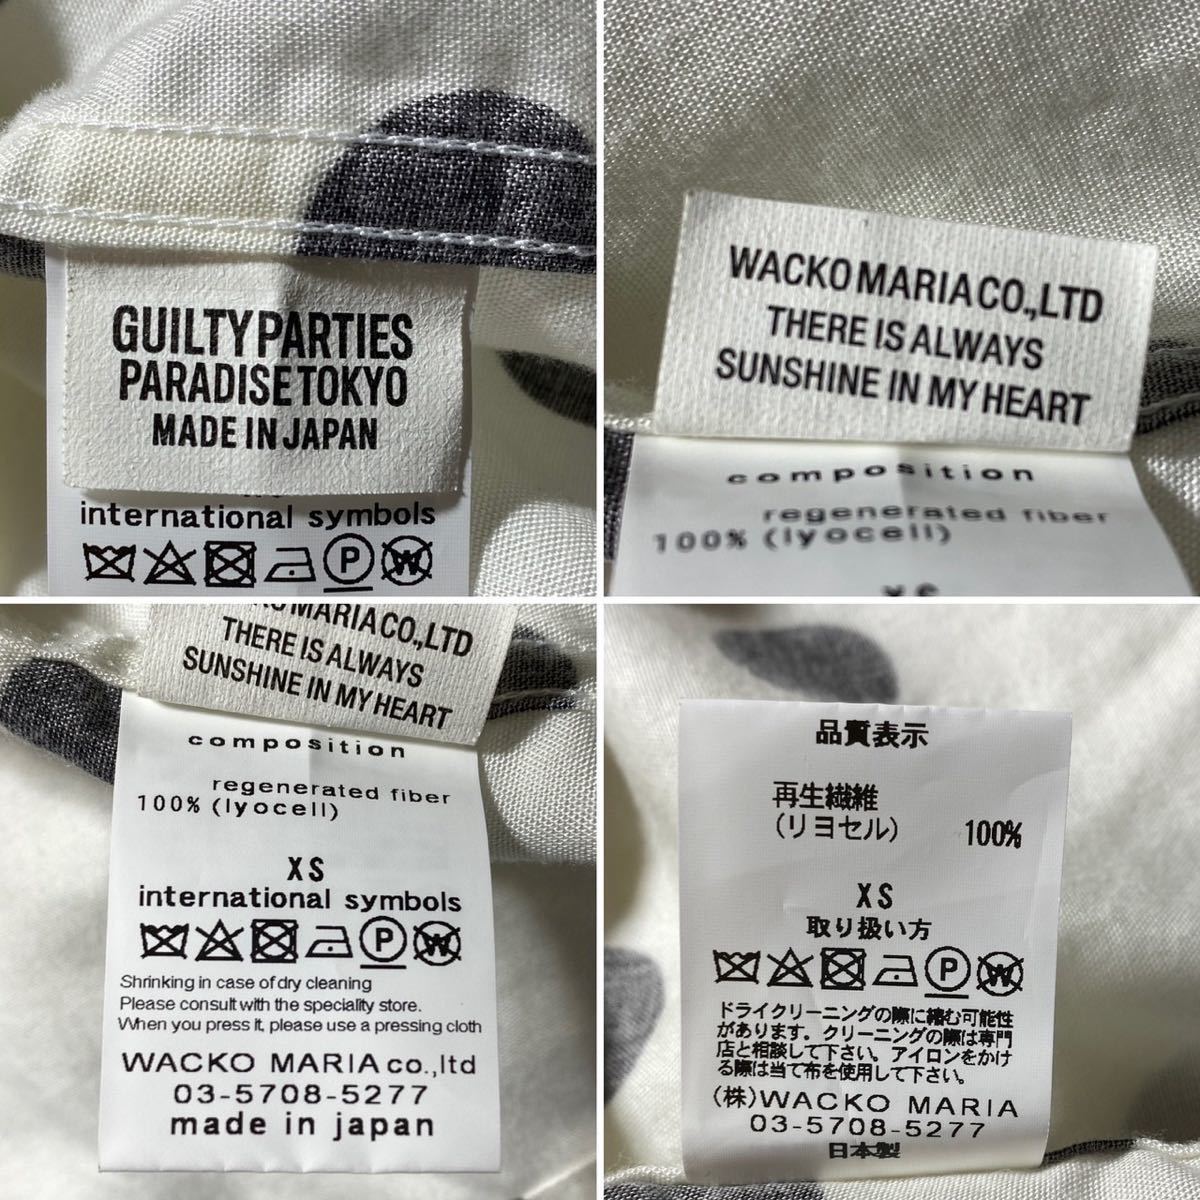 GUILTY PARTIES
PARADISE TOKYO
MADE IN JAPAN
international symbols
P
W
WACKO MARIA CO.,LTD
THERE IS ALWAYS
SUNSHINE IN MY HEART
composition
regenerated fiber
100% (lyocell)
XS
MARIA CO.,LTD
THERE IS ALWAYS
SUNSHINE IN MY HEART
composition
regenerated fiber
100% (lyocell)
XS
international symbols
P
W
Shrinking in case of dry cleaning
Please consult with the speciality store.
When you press it, please use a pressing cloth
WACKO MARIA co.,ltd
03-5708-5277
made in japan
品質表示
再生繊維
(リヨセル) 100%
XS
取り扱い方
P
W
ドライクリーニングの際に縮む可能性
があります。クリーニングの際は専門
店と相談して下さい。アイロンをかけ
る際は当て布を使用して下さい。
(株)WACKO MARIA
03-5708-5277
日本製